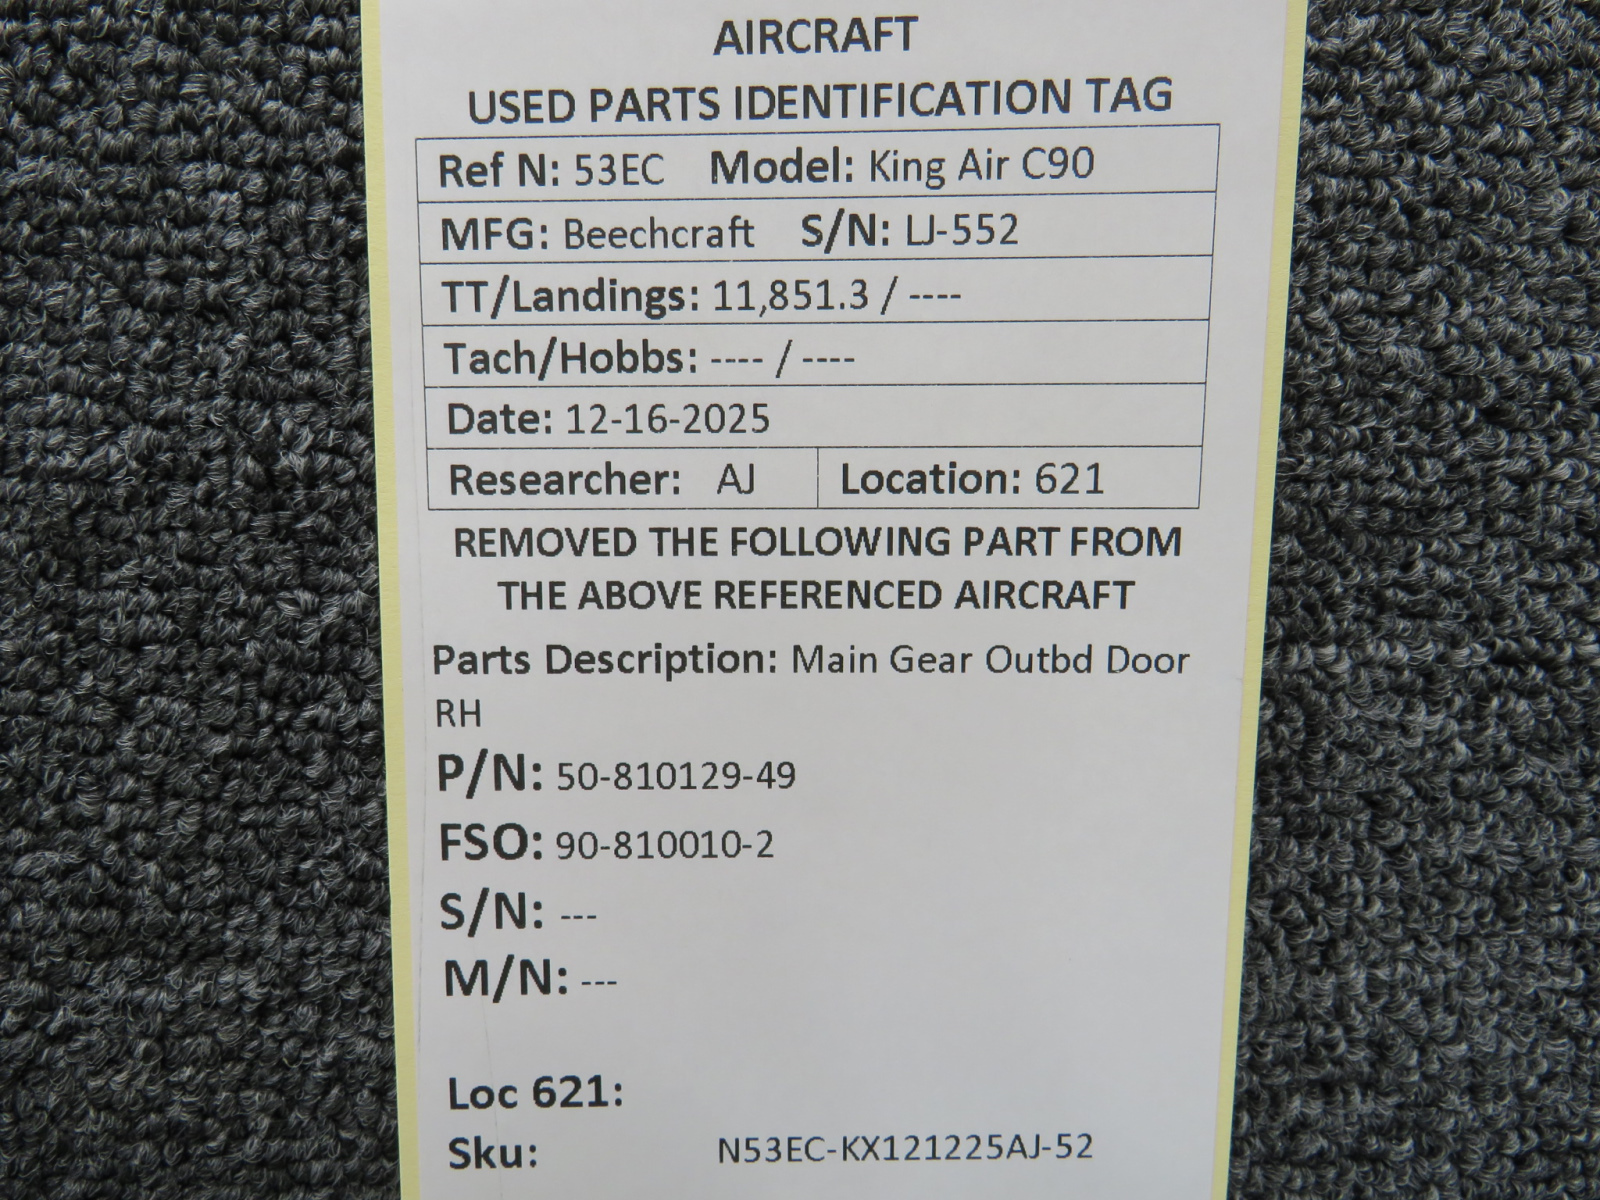 AIRCRAFT
USED PARTS IDENTIFICATION TAG
Ref N: 53EC Model: King Air C90
MFG: Beechcraft S/N: LJ-552
TT/Landings: 11,851.3 / ----
Tach/Hobbs: ---- / ----
Date: 12-16-2025
Researcher: AJ Location: 621
REMOVED THE FOLLOWING PART FROM
THE ABOVE REFERENCED AIRCRAFT
Parts Description: Main Gear Outbd Door
RH
P/N: 50-810129-49
FSO: 90-810010-2
S/N: ---
M/N: ---
Loc 621:
Sku: N53EC-KX121225AJ-52